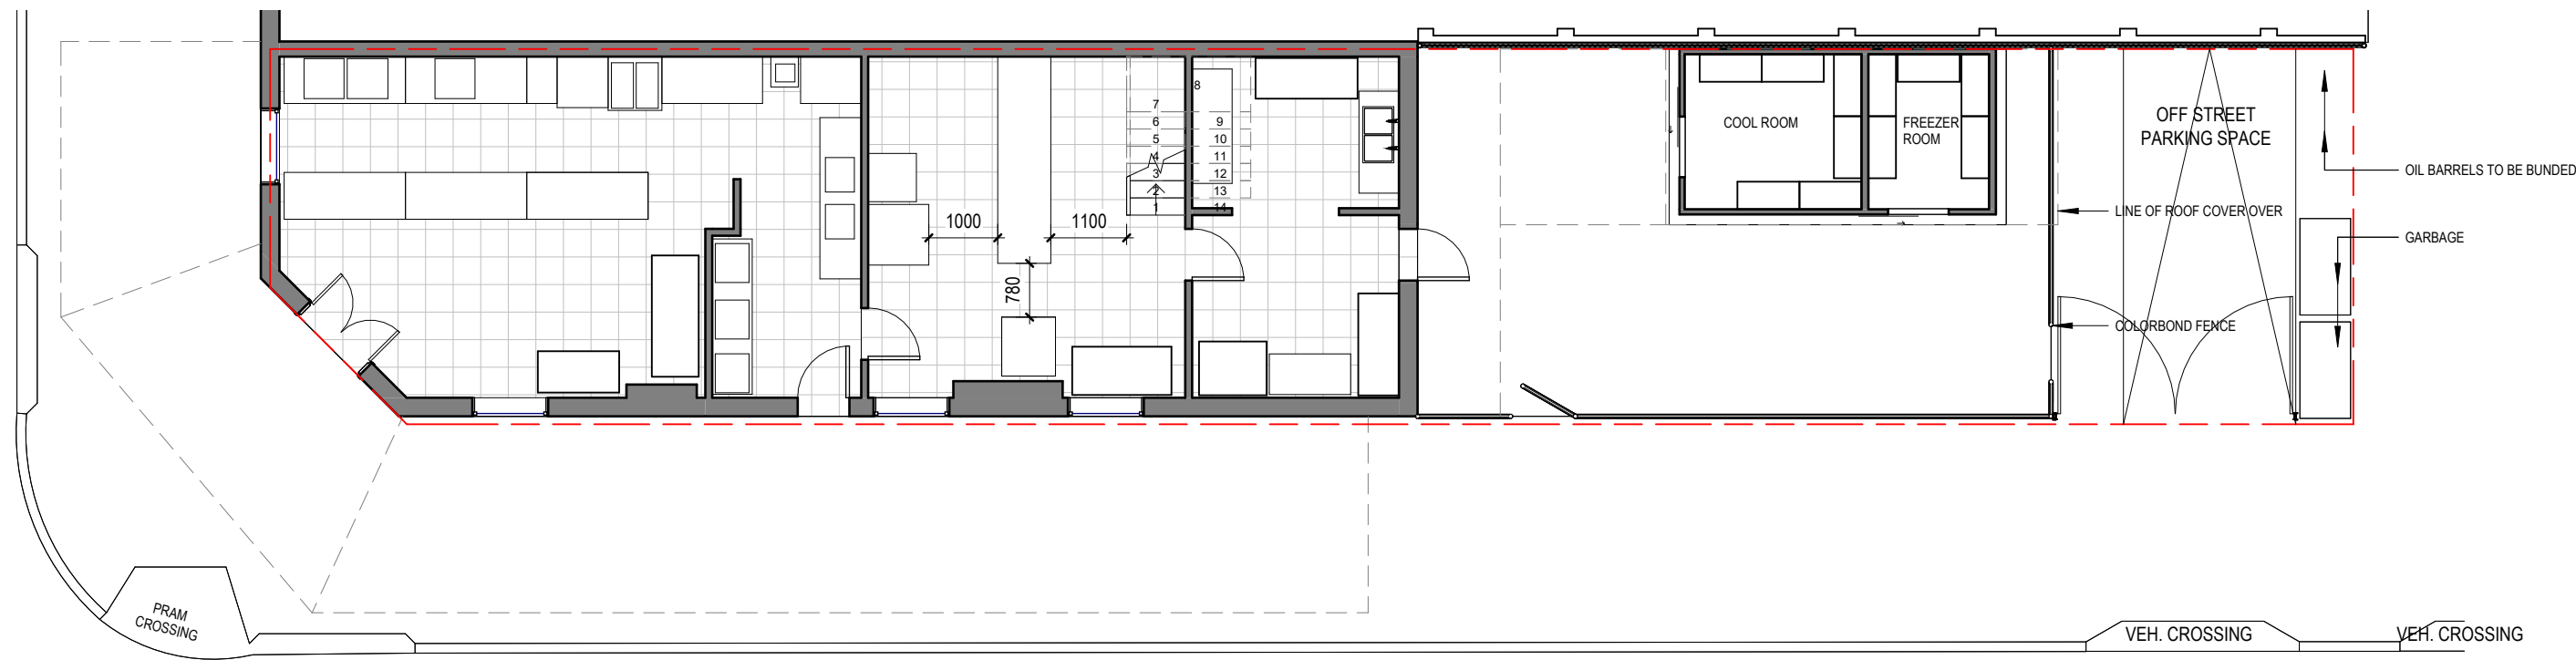 8
7
6
5
4
3
2
1
9
10
11
12
13
14
1000
1100
780
COOL ROOM
FREEZER
ROOM
OFF STREET
PARKING SPACE
OIL BARRELS TO BE BUNDED
LINE OF ROOF COVER OVER
GARBAGE
COLORBOND FENCE
PRAM
CROSSING
VEH. CROSSING
VEH. CROSSING